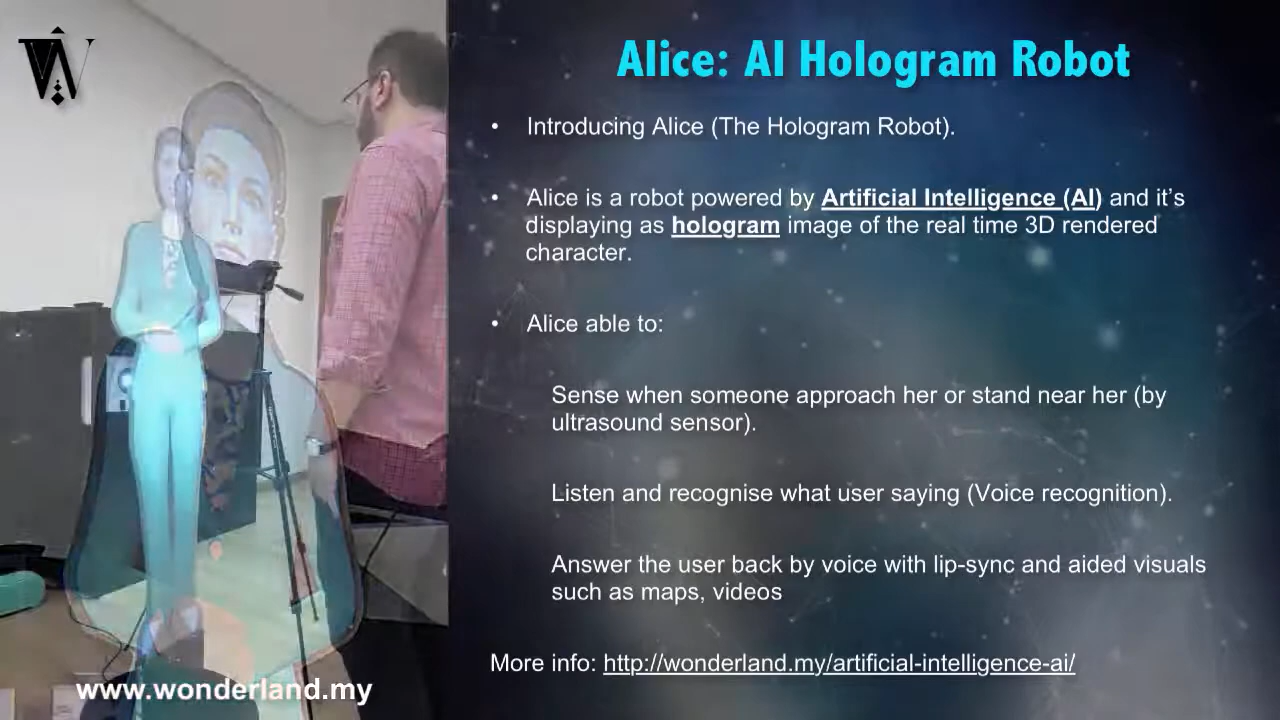 W
Alice: AI Hologram Robot
• Introducing Alice (The Hologram Robot).
• Alice is a robot powered by Artificial Intelligence (AI) and it’s
displaying as hologram image of the real time 3D rendered
character.
• Alice able to:
Sense when someone approach her or stand near her (by
ultrasound sensor).
Listen and recognise what user saying (Voice recognition).
Answer the user back by voice with lip-sync and aided visuals
such as maps, videos
More info: http://wonderland.my/artificial-intelligence-ai/
www.wonderland.my